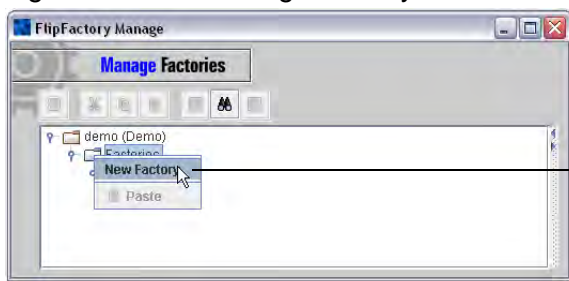 FlipFactory Manage
Manage Factories
demo (Demo)
Factories
New Factory
Paste